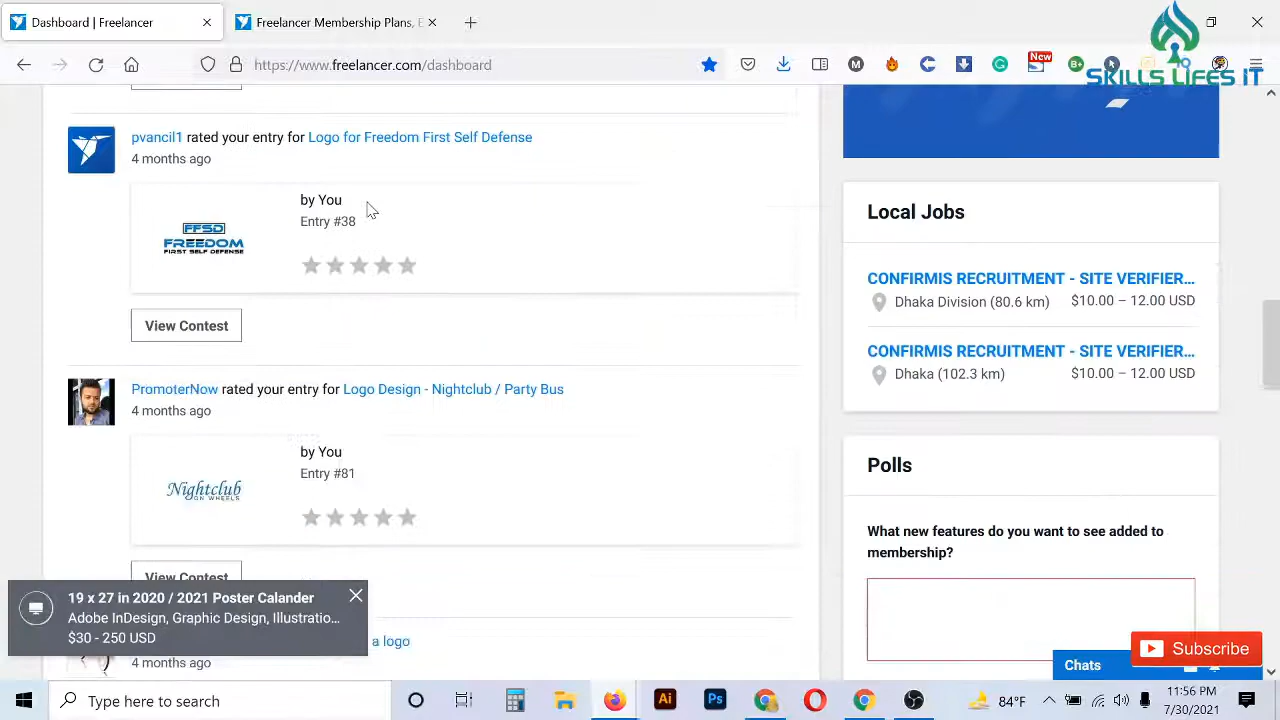 Dashboard | Freelancer
Freelancer Membership Plans, E
https://www.freelancer.com/dashboard
New
SKILLS LIFES IT
pvancil1 rated your entry for Logo for Freedom First Self Defense
4 months ago
by You
Entry #38
FFSD
FREEDOM
FIRST SELF DEFENSE
View Contest
PromoterNow rated your entry for Logo Design - Nightclub / Party Bus
4 months ago
by You
Entry #81
Nightclub
ON WHEELS
View Contest
19 x 27 in 2020 / 2021 Poster Calander
Adobe InDesign, Graphic Design, Illustratio...
$30 - 250 USD
a logo
4 months ago
Local Jobs
CONFIRMIS RECRUITMENT - SITE VERIFIER...
Dhaka Division (80.6 km) $10.00 – 12.00 USD
CONFIRMIS RECRUITMENT - SITE VERIFIER...
Dhaka (102.3 km) $10.00 – 12.00 USD
Polls
What new features do you want to see added to
membership?
Subscribe
Chats
Type here to search
Ai
Ps
84°F
11:56 PM
7/30/2021